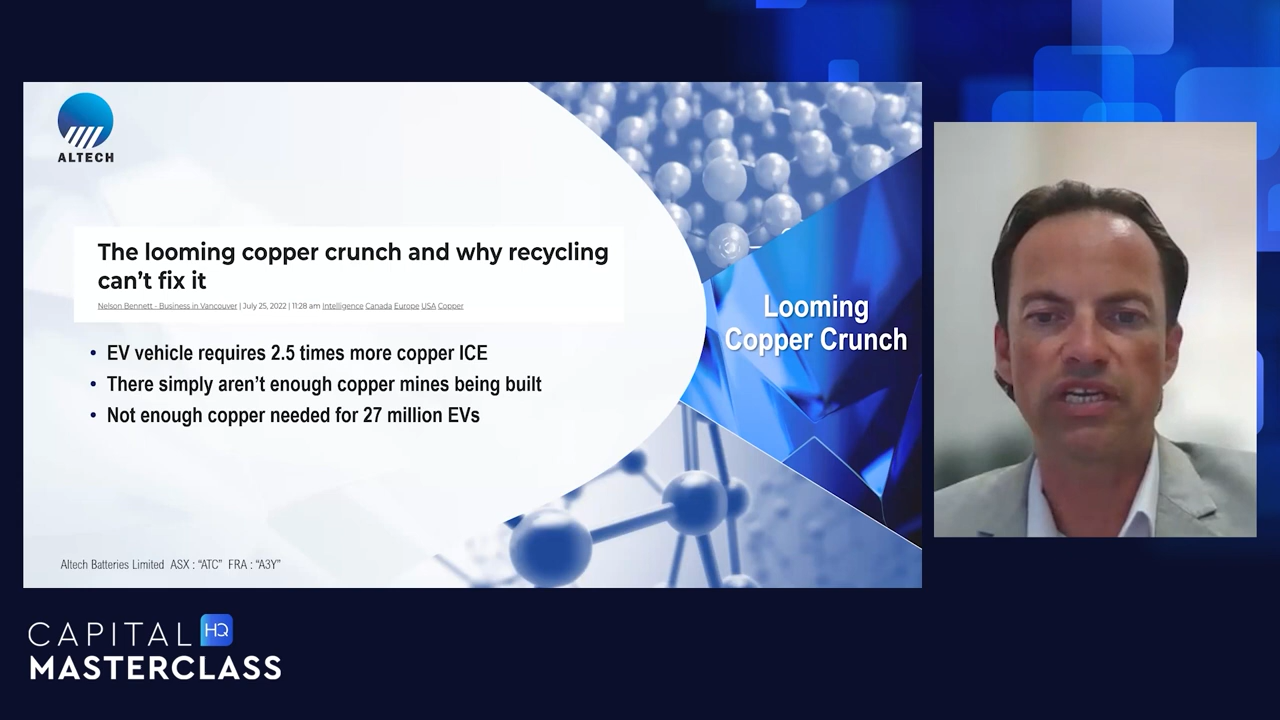 ALTECH
The looming copper crunch and why recycling
can't fix it
Nelson Bennett - Business in Vancouver | July 25, 2022 | 11:28 am Intelligence Canada Europe USA Copper
• EV vehicle requires 2.5 times more copper ICE
• There simply aren't enough copper mines being built
• Not enough copper needed for 27 million EVs
Looming
Copper Crunch
Altech Batteries Limited ASX : “ATC” FRA : “A3Y”
CAPITAL HQ
MASTERCLASS